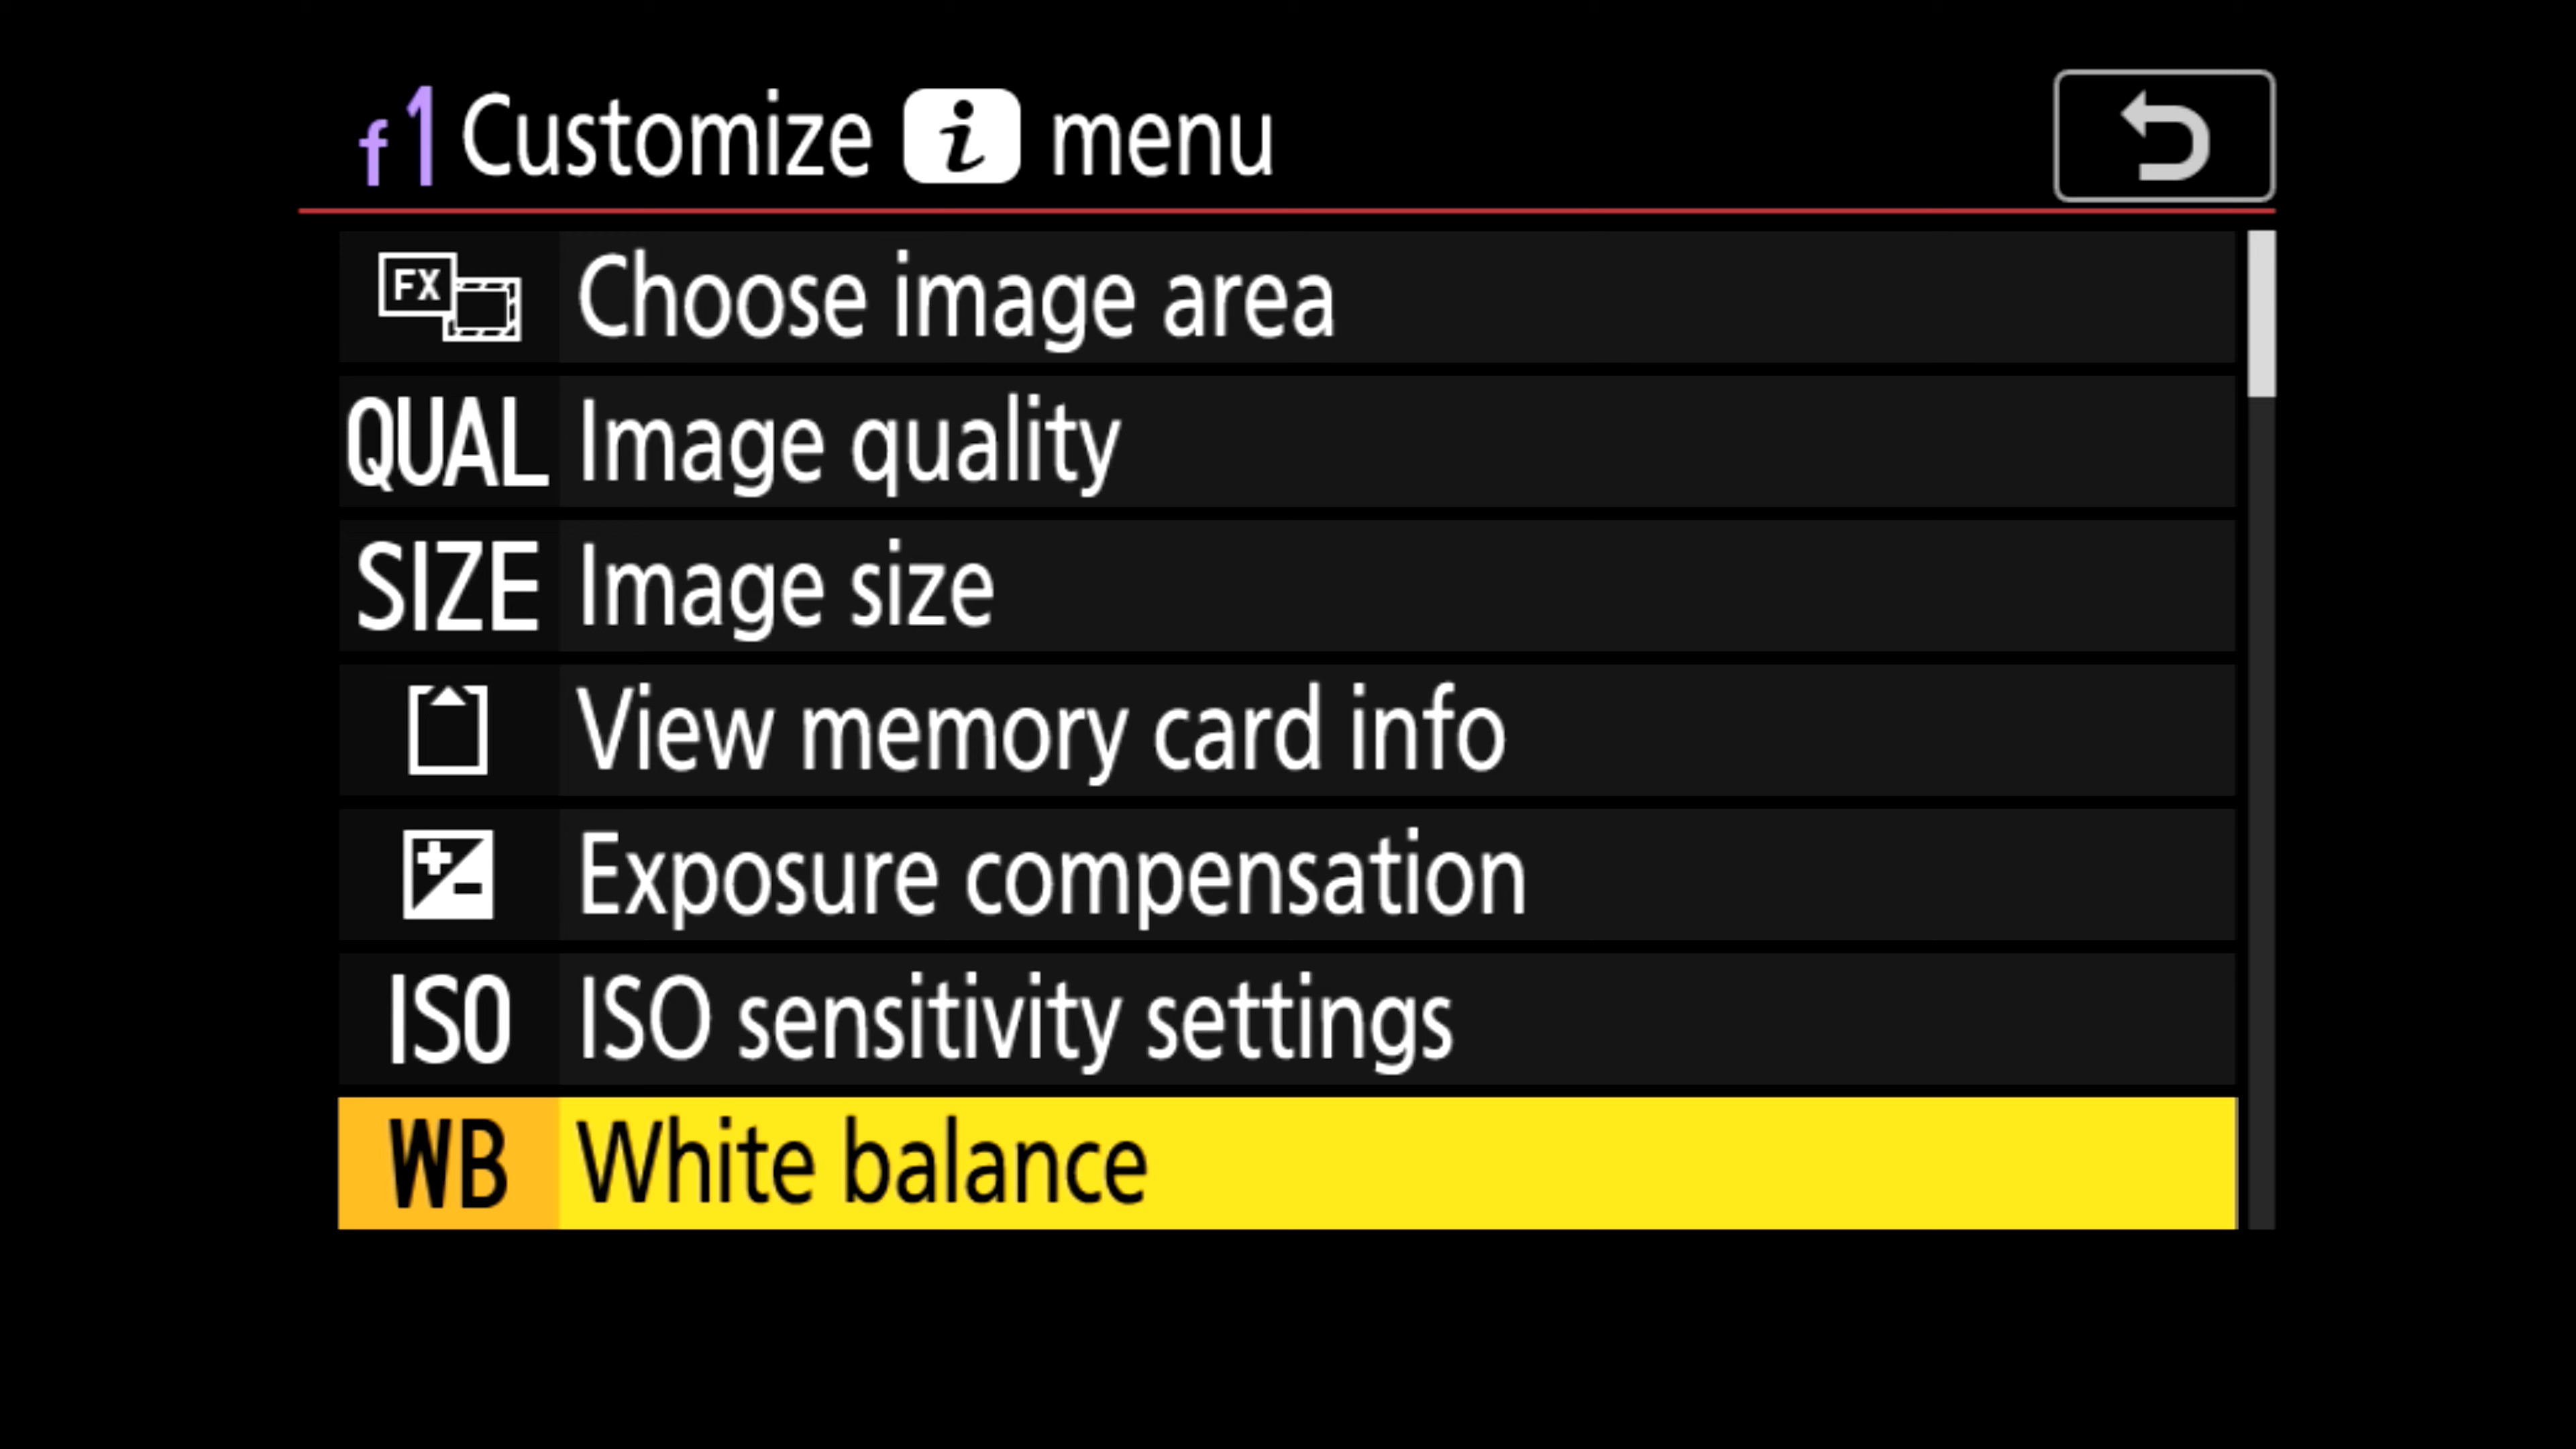 f1 Customize i menu
FX Choose image area
QUAL Image quality
SIZE Image size
View memory card info
Exposure compensation
ISO ISO sensitivity settings
WB White balance